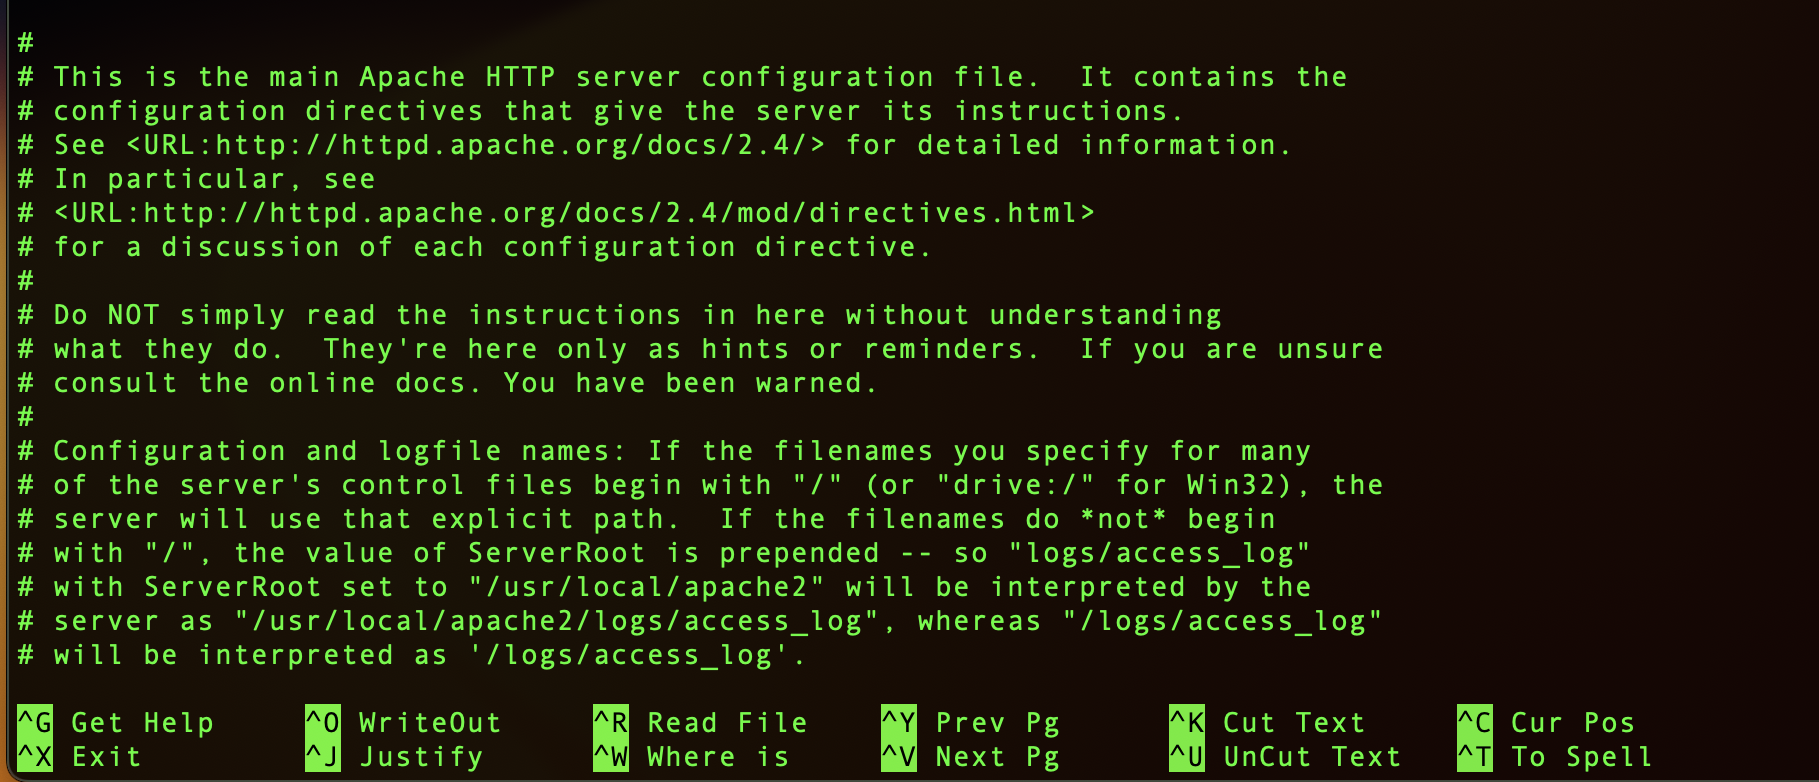 #
# This is the main Apache HTTP server configuration file.  It contains the
# configuration directives that give the server its instructions.
# See <URL:http://httpd.apache.org/docs/2.4/> for detailed information.
# In particular, see
# <URL:http://httpd.apache.org/docs/2.4/mod/directives.html>
# for a discussion of each configuration directive.
#
# Do NOT simply read the instructions in here without understanding
# what they do.  They're here only as hints or reminders.  If you are unsure
# consult the online docs. You have been warned.
#
# Configuration and logfile names: If the filenames you specify for many
# of the server's control files begin with "/" (or "drive:/" for Win32), the
# server will use that explicit path.  If the filenames do *not* begin
# with "/", the value of ServerRoot is prepended -- so "logs/access_log"
# with ServerRoot set to "/usr/local/apache2" will be interpreted by the
# server as "/usr/local/apache2/logs/access_log", whereas "/logs/access_log"
# will be interpreted as '/logs/access_log'.
^G Get Help ^O WriteOut ^R Read File ^Y Prev Pg ^K Cut Text ^C Cur Pos
^X Exit ^J Justify ^W Where is ^V Next Pg ^U UnCut Text ^T To Spell